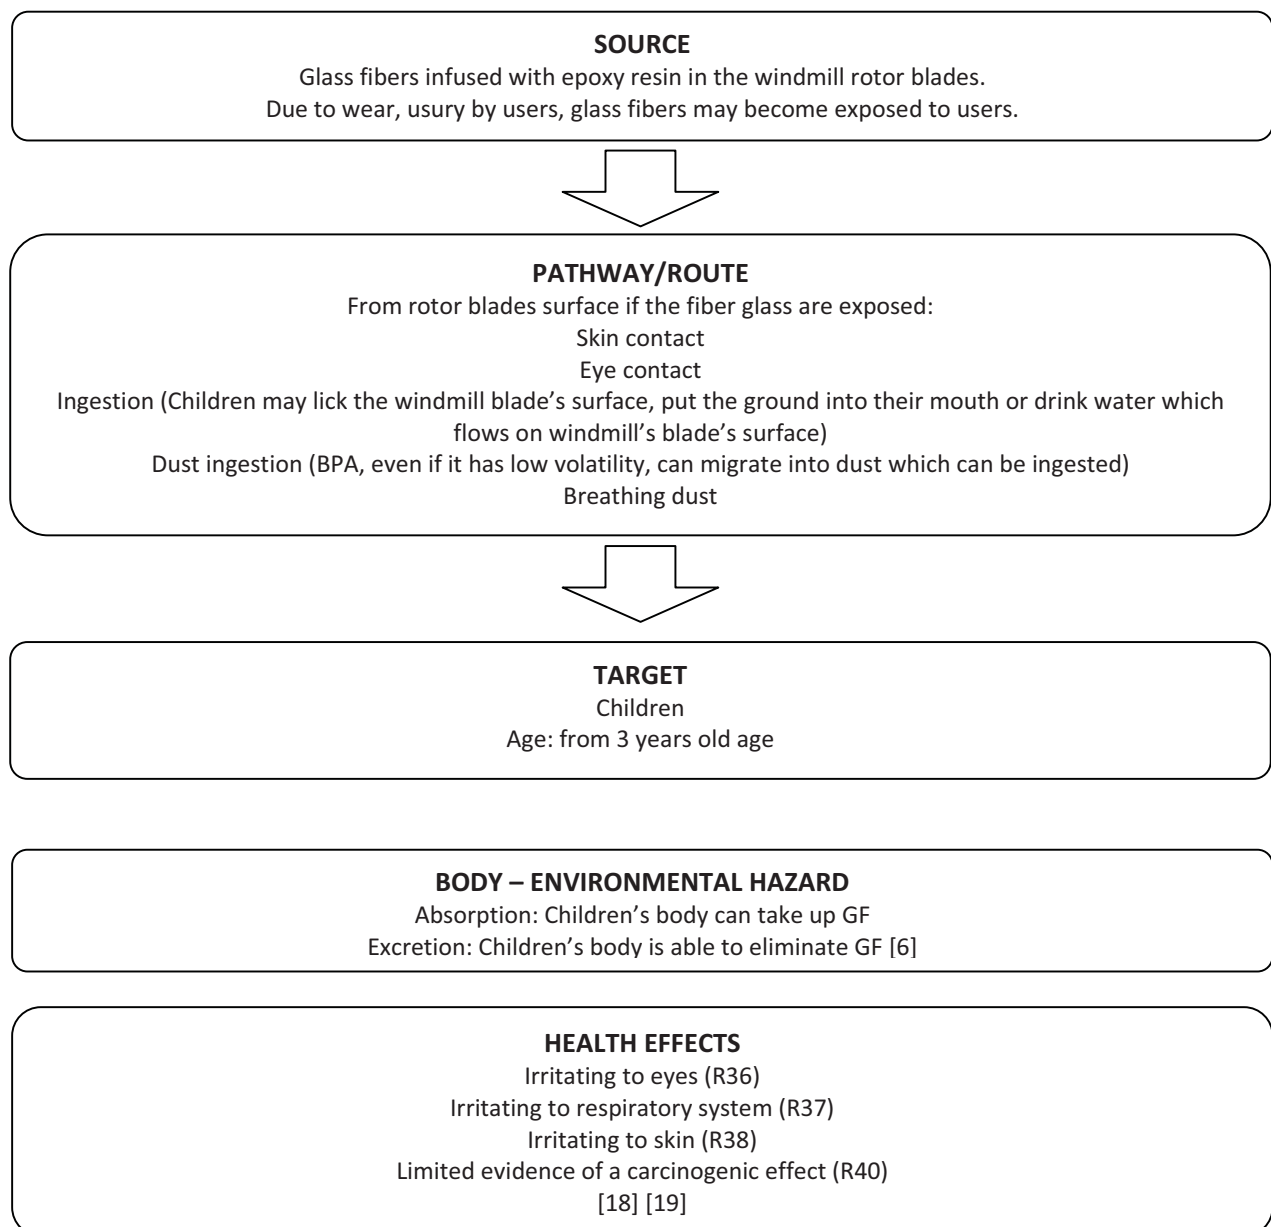 SOURCE
Glass fibers infused with epoxy resin in the windmill rotor blades.
Due to wear, usury by users, glass fibers may become exposed to users.
PATHWAY/ROUTE
From rotor blades surface if the fiber glass are exposed:
Skin contact
Eye contact
Ingestion (Children may lick the windmill blade’s surface, put the ground into their mouth or drink water which
flows on windmill’s blade’s surface)
Dust ingestion (BPA, even if it has low volatility, can migrate into dust which can be ingested)
Breathing dust
TARGET
Children
Age: from 3 years old age
BODY – ENVIRONMENTAL HAZARD
Absorption: Children’s body can take up GF
Excretion: Children’s body is able to eliminate GF [6]
HEALTH EFFECTS
Irritating to eyes (R36)
Irritating to respiratory system (R37)
Irritating to skin (R38)
Limited evidence of a carcinogenic effect (R40)
[18] [19]